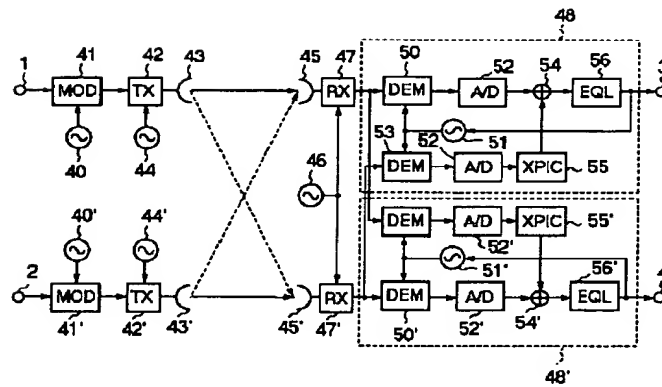 48
41 42 43 45 47 50 52 54 56
1 MOD TX RX DEM A/D EQL
53 52 51
40 44 46 DEM A/D XPIC 55
40' 44' DEM A/D XPIC 55'
52'
51' 56'
2 MOD TX RX DEM A/D EQL 4
41' 42' 43' 45' 47' 50' 52' 54'
48'